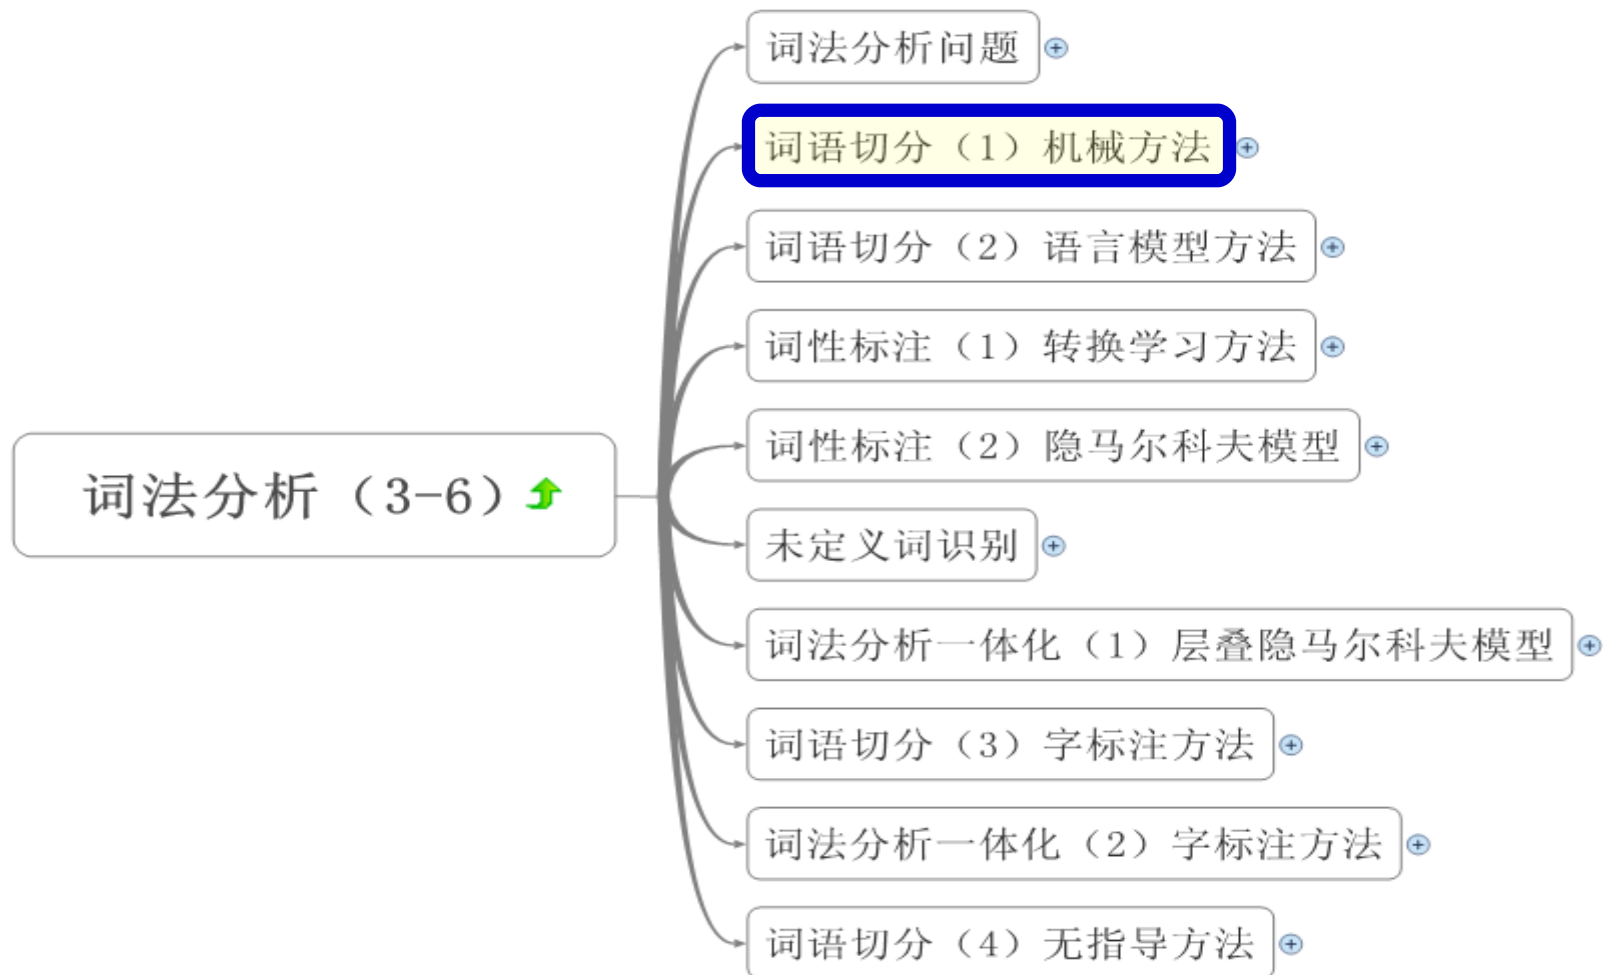 词法分析问题
词语切分（1）机械方法
词语切分（2）语言模型方法
词性标注（1）转换学习方法
词性标注（2）隐马尔科夫模型
词法分析（3-6）
未定义词识别
词法分析一体化（1）层叠隐马尔科夫模型
词语切分（3）字标注方法
词法分析一体化（2）字标注方法
词语切分（4）无指导方法